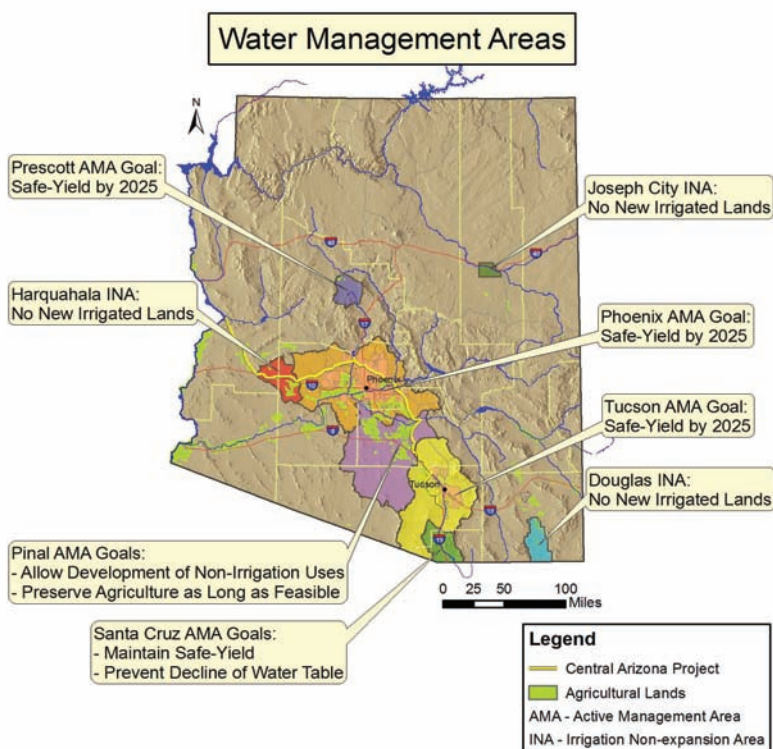 Water Management Areas
N
Prescott AMA Goal:
Safe-Yield by 2025
Joseph City INA:
No New Irrigated Lands
Harquahala INA:
No New Irrigated Lands
Phoenix AMA Goal:
Safe-Yield by 2025
Phoenix
Tucson AMA Goal:
Safe-Yield by 2025
Tucson
Douglas INA:
No New Irrigated Lands
Pinal AMA Goals:
- Allow Development of Non-Irrigation Uses
- Preserve Agriculture as Long as Feasible
Santa Cruz AMA Goals:
- Maintain Safe-Yield
- Prevent Decline of Water Table
0 25 50 100
Miles
Legend
Central Arizona Project
Agricultural Lands
AMA - Active Management Area
INA - Irrigation Non-expansion Area